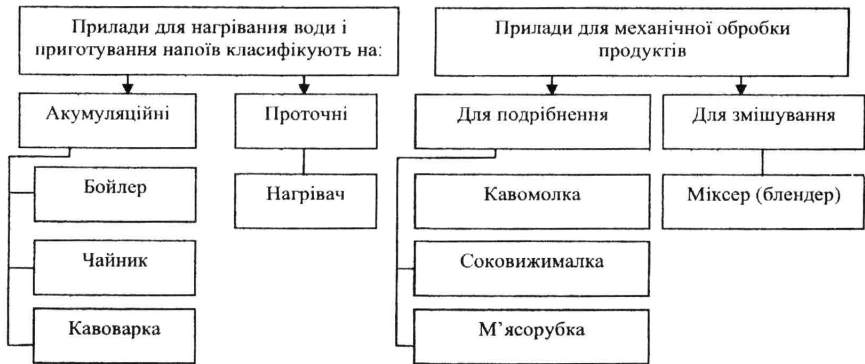 Прилади для нагрівання води і
приготування напоїв класифікують на:
Акумуляційні
Проточні
Бойлер
Нагрівач
Чайник
Кавоварка
Прилади для механічної обробки
продуктів
Для подрібнення
Для змішування
Кавомолка
Міксер (блендер)
Соковижималка
М’ясорубка